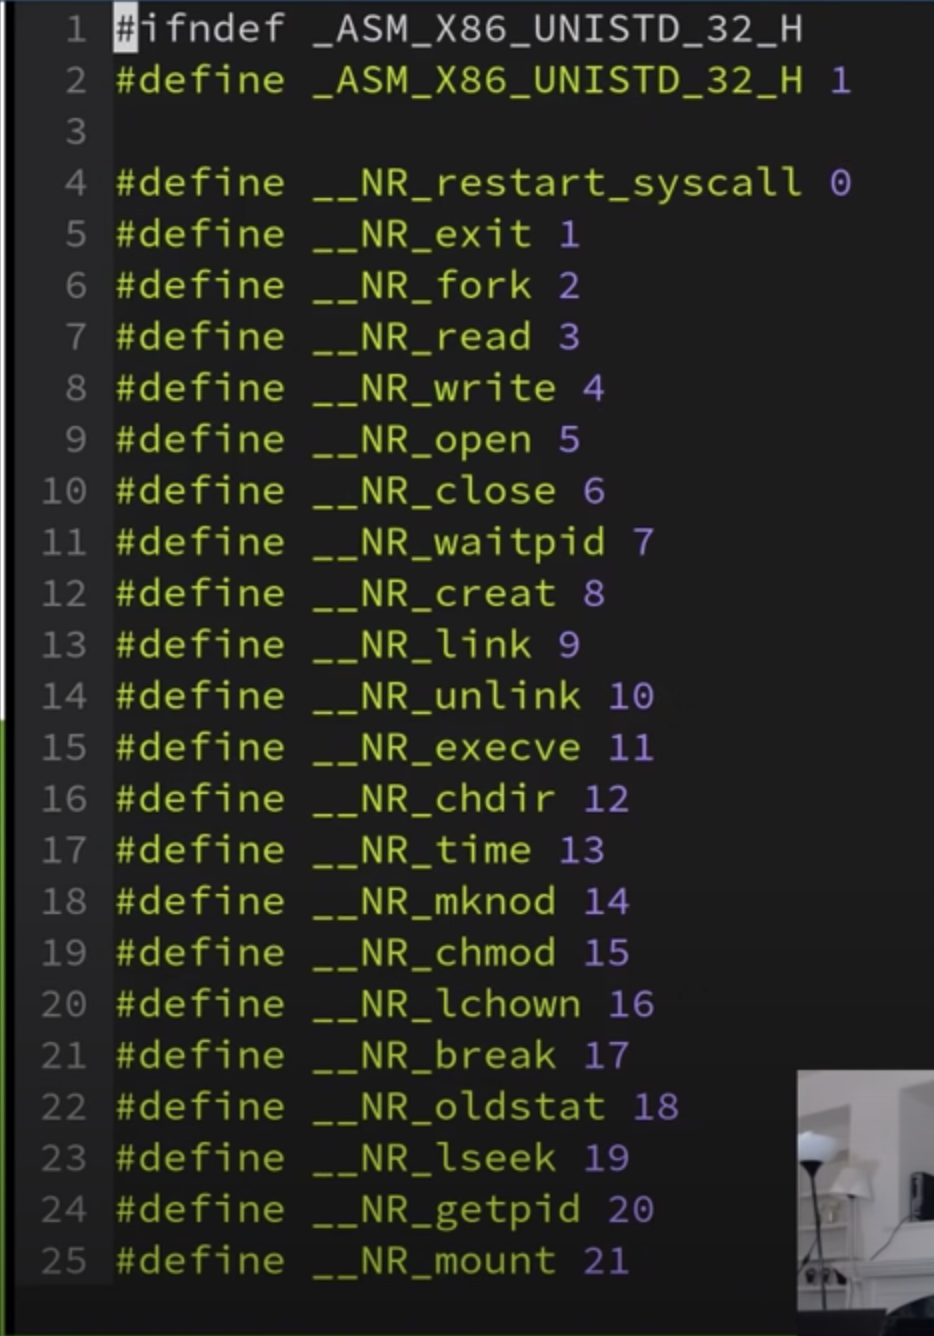 1 #ifndef _ASM_X86_UNISTD_32_H
2 #define _ASM_X86_UNISTD_32_H 1
3
4 #define __NR_restart_syscall 0
5 #define __NR_exit 1
6 #define __NR_fork 2
7 #define __NR_read 3
8 #define __NR_write 4
9 #define __NR_open 5
10 #define __NR_close 6
11 #define __NR_waitpid 7
12 #define __NR_creat 8
13 #define __NR_link 9
14 #define __NR_unlink 10
15 #define __NR_execve 11
16 #define __NR_chdir 12
17 #define __NR_time 13
18 #define __NR_mknod 14
19 #define __NR_chmod 15
20 #define __NR_lchown 16
21 #define __NR_break 17
22 #define __NR_oldstat 18
23 #define __NR_lseek 19
24 #define __NR_getpid 20
25 #define __NR_mount 21